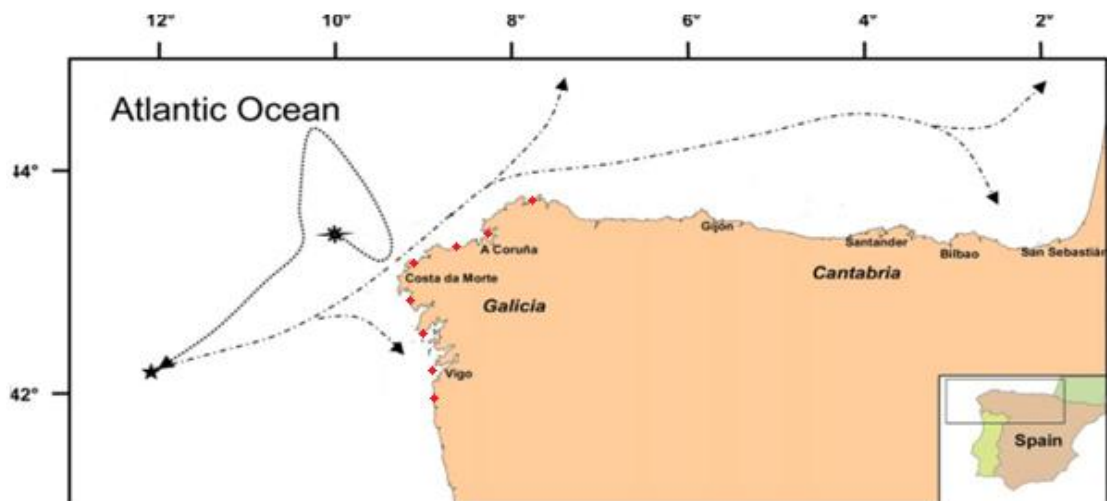 12° 10° 8° 6° 4° 2°
Atlantic Ocean
44°
Gijón
A Coruña
Santander
Bilbao
San Sebastián
Costa da Morte
Cantabria
Galicia
Vigo
42°
Spain